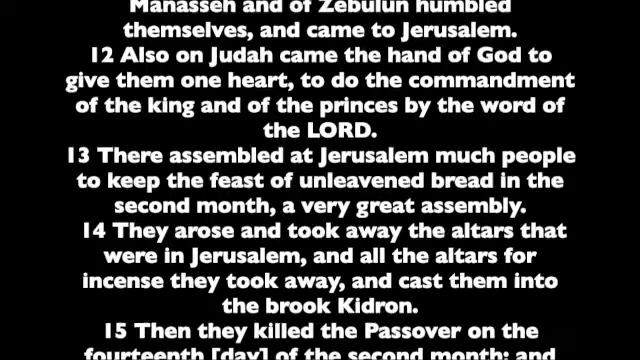 Manasseh and of Zebulun humbled
themselves, and came to Jerusalem.
12 Also on Judah came the hand of God to
give them one heart, to do the commandment
of the king and of the princes by the word of
the LORD.
13 There assembled at Jerusalem much people
to keep the feast of unleavened bread in the
second month, a very great assembly.
14 They arose and took away the altars that
were in Jerusalem, and all the altars for
incense they took away, and cast them into
the brook Kidron.
15 Then they killed the Passover on the
fourteenth [day] of the second month: and